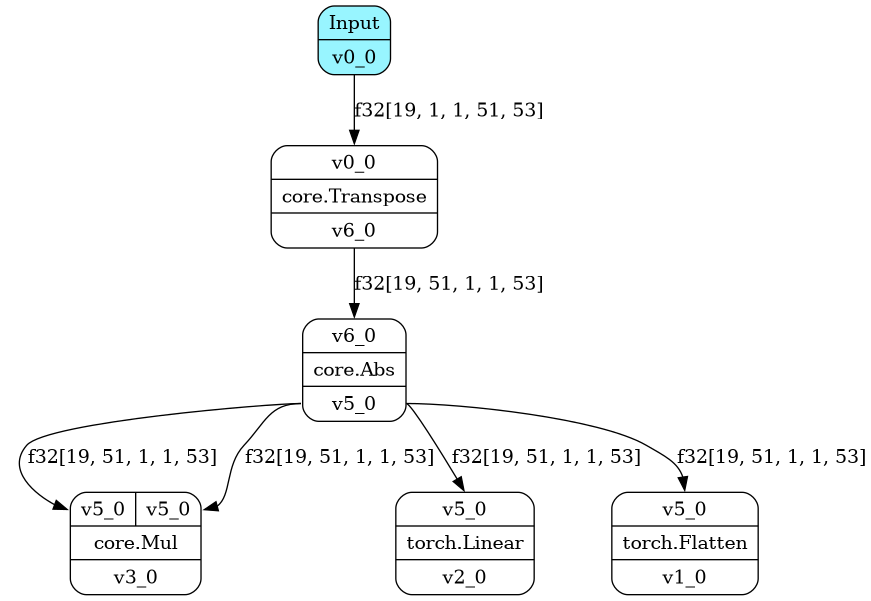 Input
v0_0
f32[19, 1, 1, 51, 53]
v0_0
core.Transpose
v6_0
f32[19, 51, 1, 1, 53]
v6_0
core.Abs
v5_0
f32[19, 51, 1, 1, 53] f32[19, 51, 1, 1, 53] f32[19, 51, 1, 1, 53] f32[19, 51, 1, 1, 53]
v5_0 v5_0 v5_0 v5_0
core.Mul torch.Linear torch.Flatten
v3_0 v2_0 v1_0